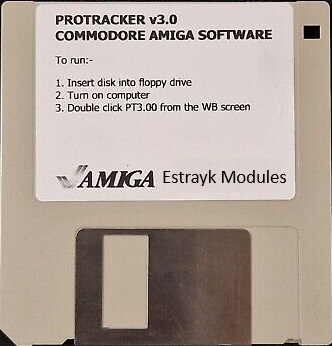 PROTRACKER v3.0
COMMODORE AMIGA SOFTWARE
To run:-
1. Insert disk into floppy drive
2. Turn on computer
3. Double click PT3.00 from the WB screen
AMIGA Estrayk Modules